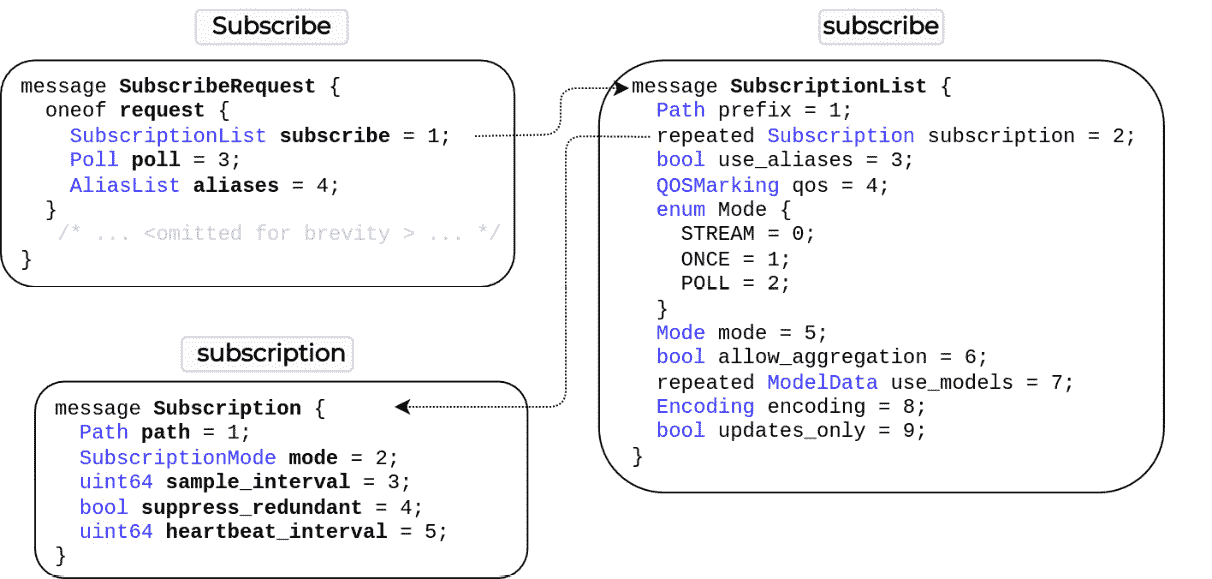 Subscribe
message SubscribeRequest {
oneof request {
SubscriptionList subscribe = 1;
Poll poll = 3;
AliasList aliases = 4;
}
/* ... <omitted for brevity > ... */
}
subscribe
message SubscriptionList {
Path prefix = 1;
repeated Subscription subscription = 2;
bool use_aliases = 3;
QOSMarking qos = 4;
enum Mode {
STREAM = 0;
ONCE = 1;
POLL = 2;
}
Mode mode = 5;
bool allow_aggregation = 6;
repeated ModelData use_models = 7;
Encoding encoding = 8;
bool updates_only = 9;
}
subscription
message Subscription {
Path path = 1;
SubscriptionMode mode = 2;
uint64 sample_interval = 3;
bool suppress_redundant = 4;
uint64 heartbeat_interval = 5;
}